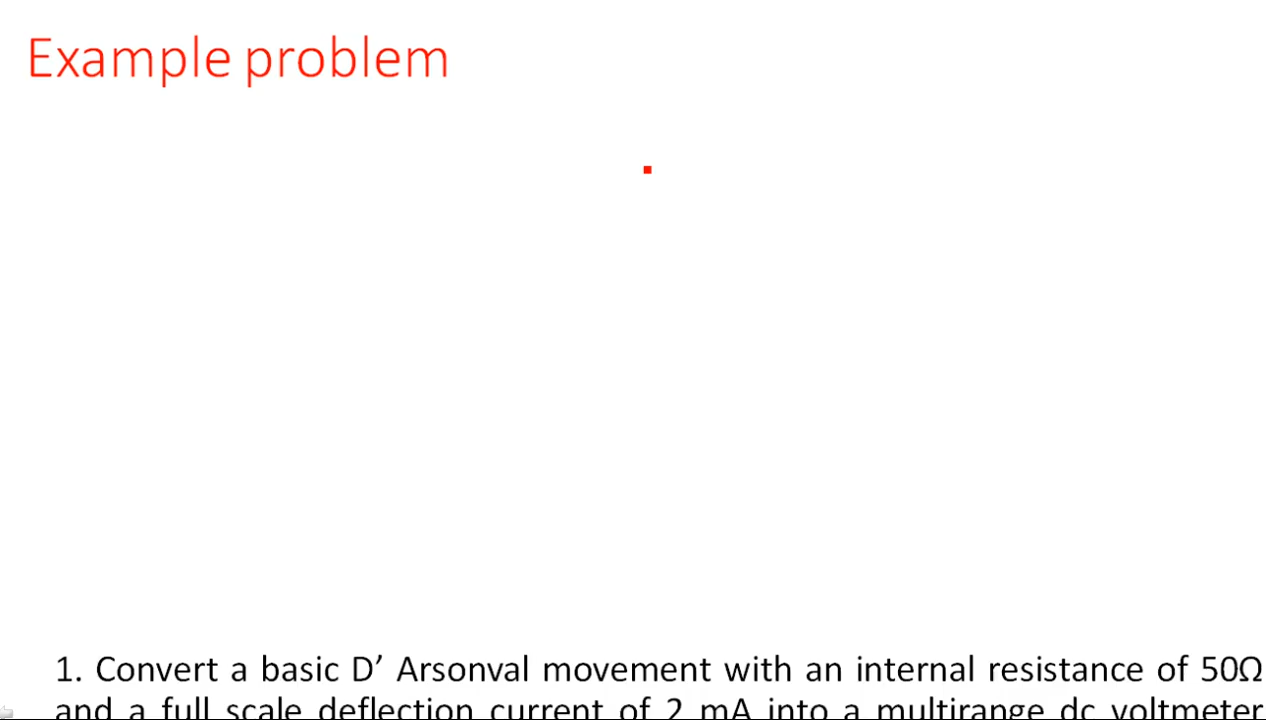 Example problem
1. Convert a basic D’ Arsonval movement with an internal resistance of 50Ω
and a full scale deflection current of 2 mA into a multirange dc voltmeter